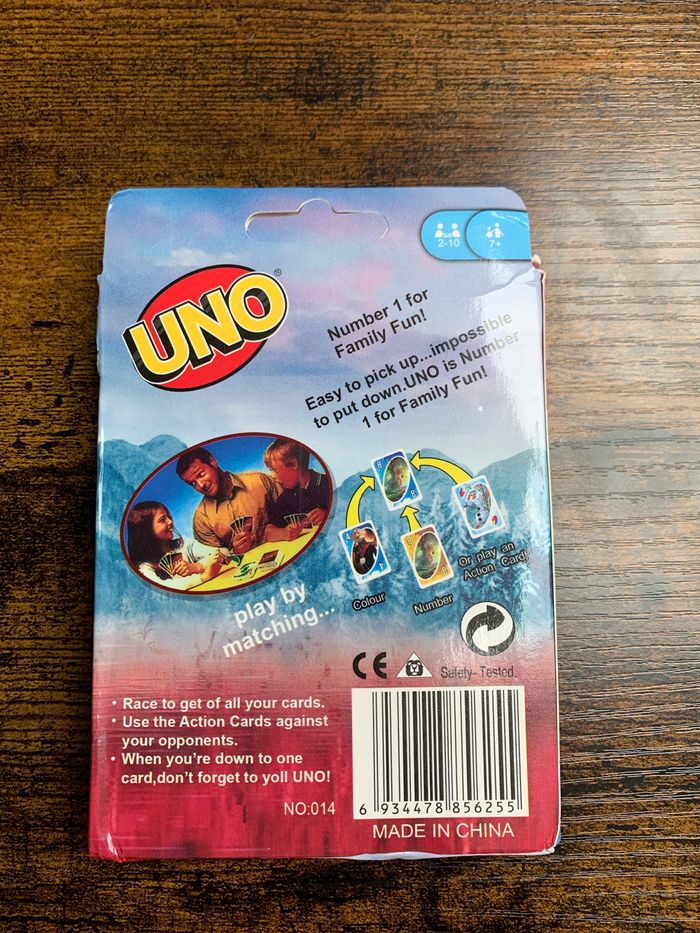 2-10
7+
UNO®
Number 1 for
Family Fun!
Easy to pick up...impossible
to put down.UNO is Number
1 for Family Fun!
play by
matching...
Colour
Number
Or play an
Action Card!
CE
Safety- Tested.
• Race to get of all your cards.
• Use the Action Cards against
your opponents.
• When you're down to one
card,don't forget to yoll UNO!
NO:014
6 934478 856255
MADE IN CHINA